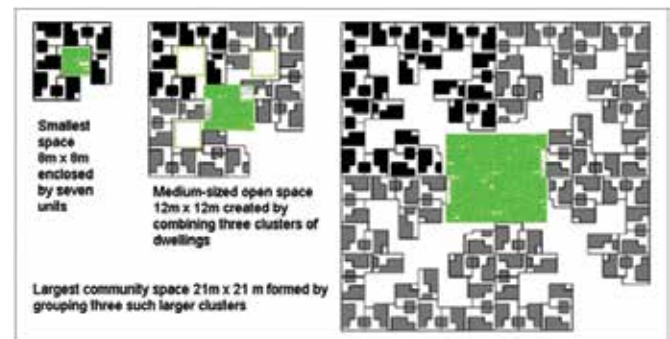 Smallest
space
8m x 8m
enclosed
by seven
units
Medium-sized open space
12m x 12m created by
combining three clusters of
dwellings
Largest community space 21m x 21 m formed by
grouping three such larger clusters